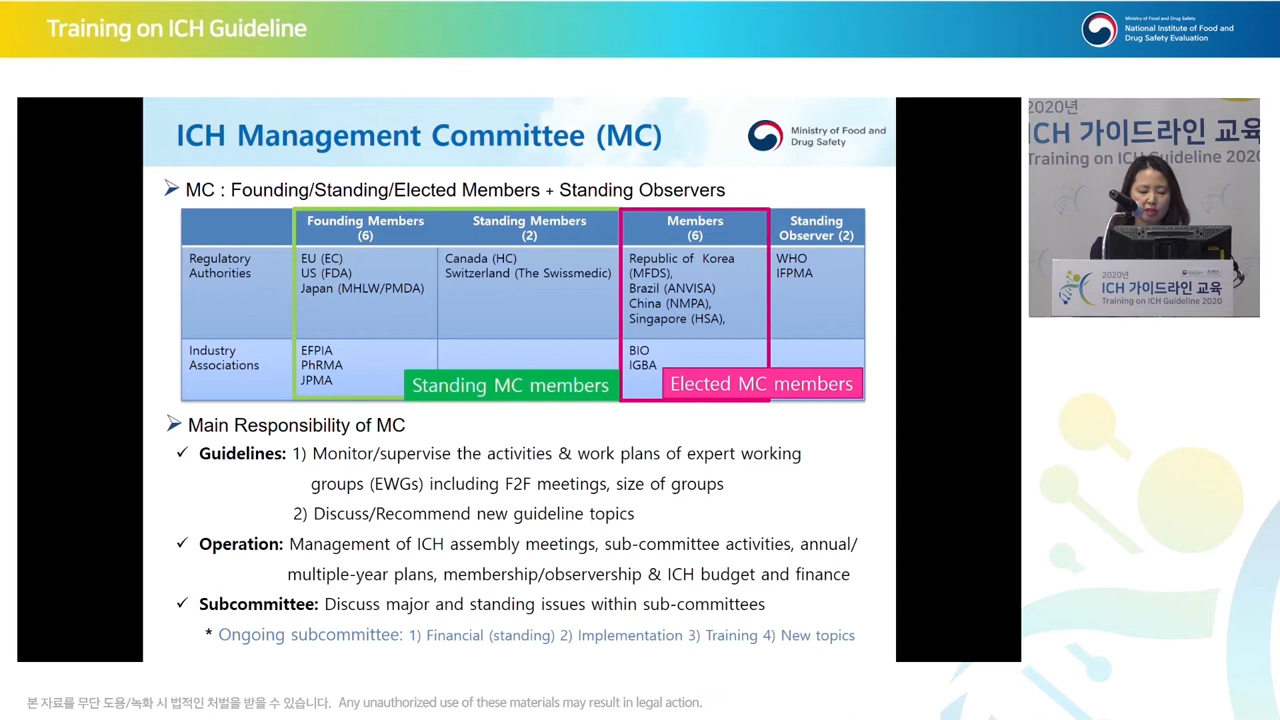 Training on ICH Guideline
Ministry of Food and Drug Safety
National Institute of Food and
Drug Safety Evaluation
ICH Management Committee (MC)
Ministry of Food and
Drug Safety
MC : Founding/Standing/Elected Members + Standing Observers
Founding Members
(6)
Standing Members
(2)
Members
(6)
Standing
Observer (2)
Regulatory
Authorities
EU (EC)
US (FDA)
Japan (MHLW/PMDA)
Canada (HC)
Switzerland (The Swissmedic)
Republic of Korea
(MFDS),
Brazil (ANVISA)
China (NMPA),
Singapore (HSA),
WHO
IFPMA
Industry
Associations
EFPIA
PhRMA
JPMA
BIO
IGBA
Standing MC members
Elected MC members
Main Responsibility of MC
✓ Guidelines: 1) Monitor/supervise the activities & work plans of expert working
groups (EWGs) including F2F meetings, size of groups
2) Discuss/Recommend new guideline topics
✓ Operation: Management of ICH assembly meetings, sub-committee activities, annual/
multiple-year plans, membership/observership & ICH budget and finance
✓ Subcommittee: Discuss major and standing issues within sub-committees
* Ongoing subcommittee: 1) Financial (standing) 2) Implementation 3) Training 4) New topics
2020년
ICH 가이드라인 교육
Training on ICH Guideline 2020
2020년
ICH 가이드라인 교육
Training on ICH Guideline 2020
본 자료를 무단 도용/녹화 시 법적인 처벌을 받을 수 있습니다. Any unauthorized use of these materials may result in legal action.